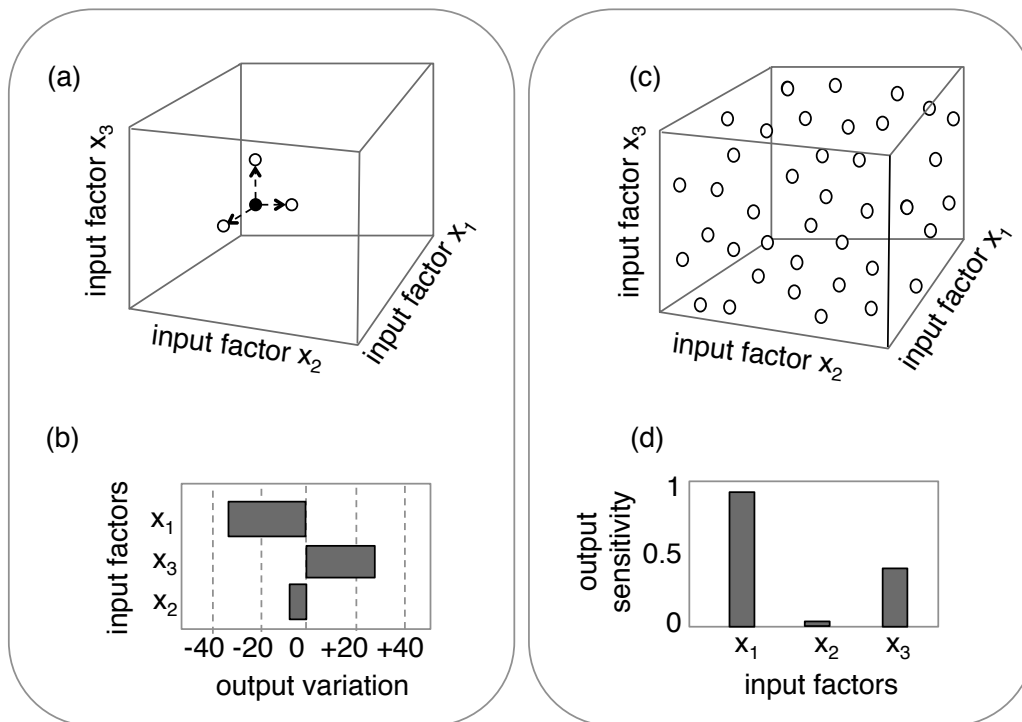 (a)
input factor x3
input factor x2
input factor x1
(b)
input factors
x1
x3
x2
-40 -20 0 +20 +40
output variation
(c)
input factor x3
input factor x2
input factor x1
(d)
output
sensitivity
1
0.5
0
x1 x2 x3
input factors